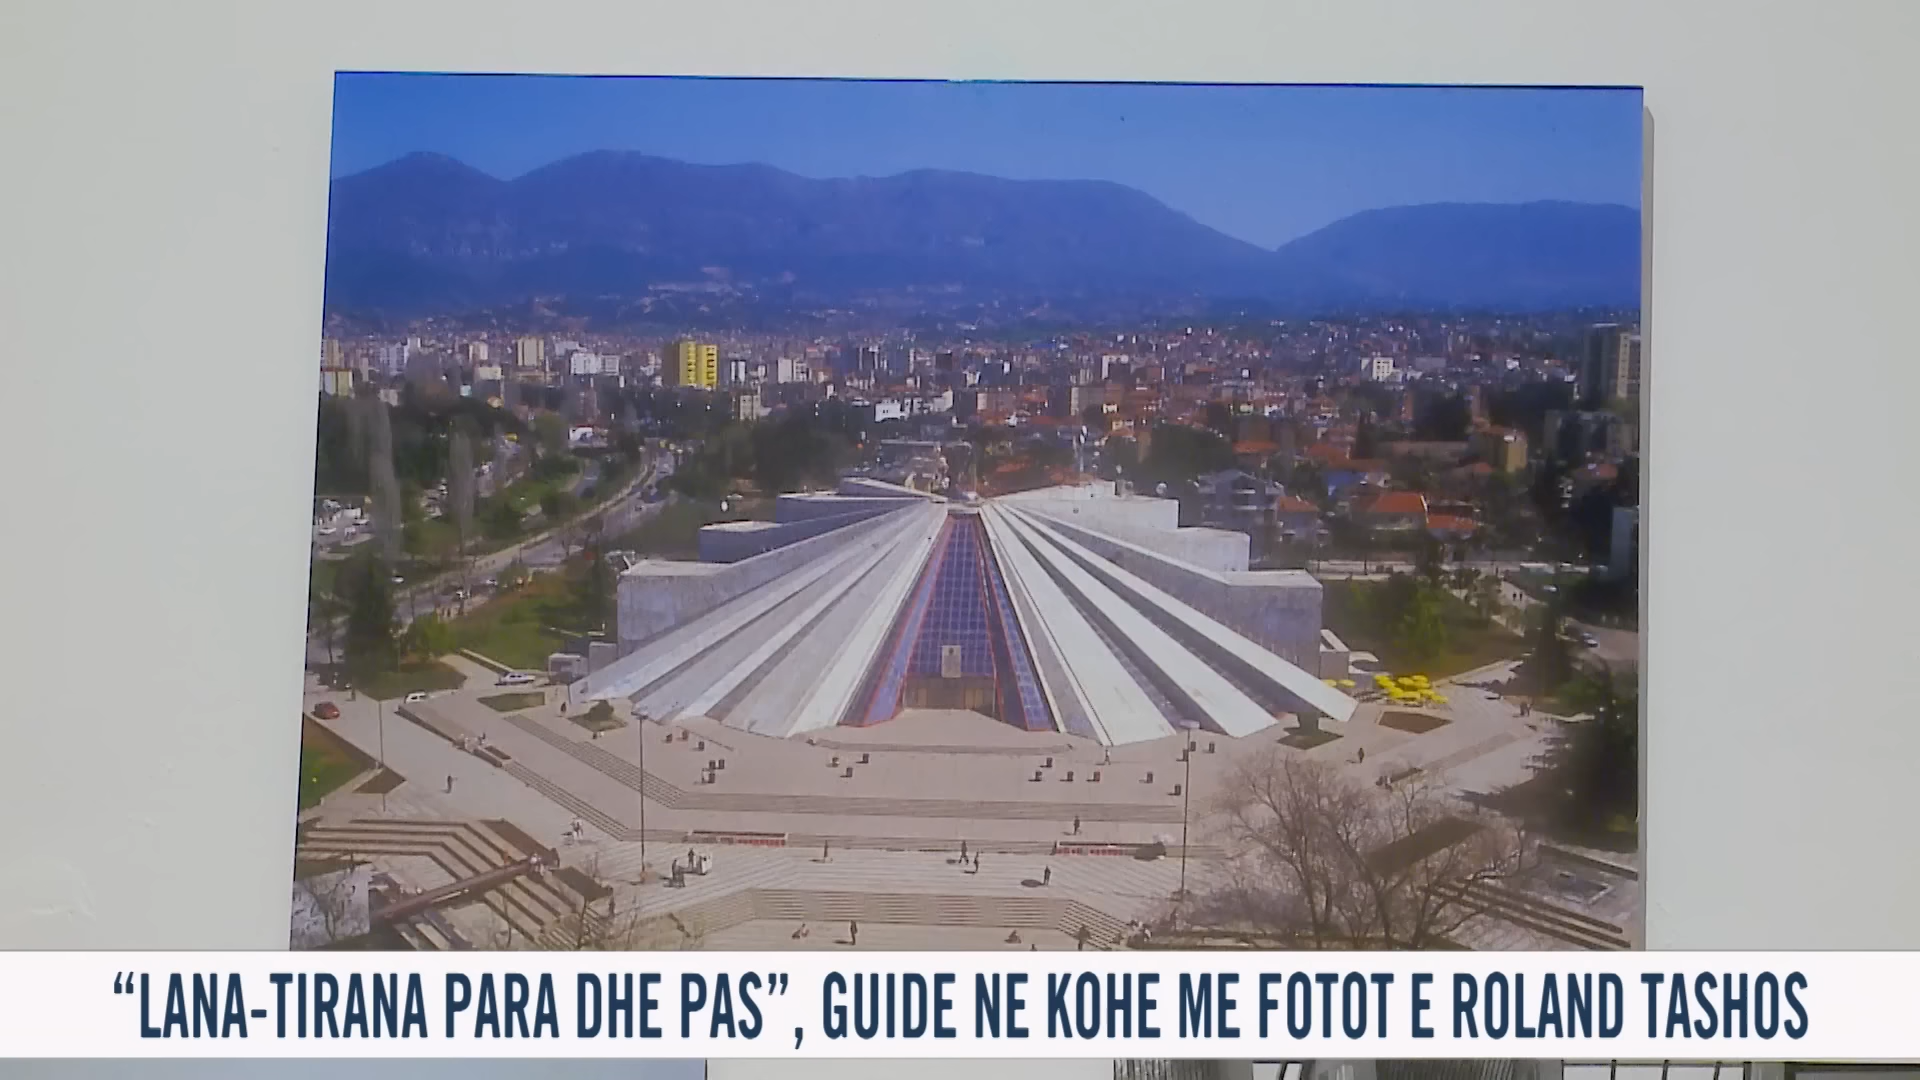 “LANA-TIRANA PARA DHE PAS”, GUIDE NE KOHE ME FOTOT E ROLAND TASHOS